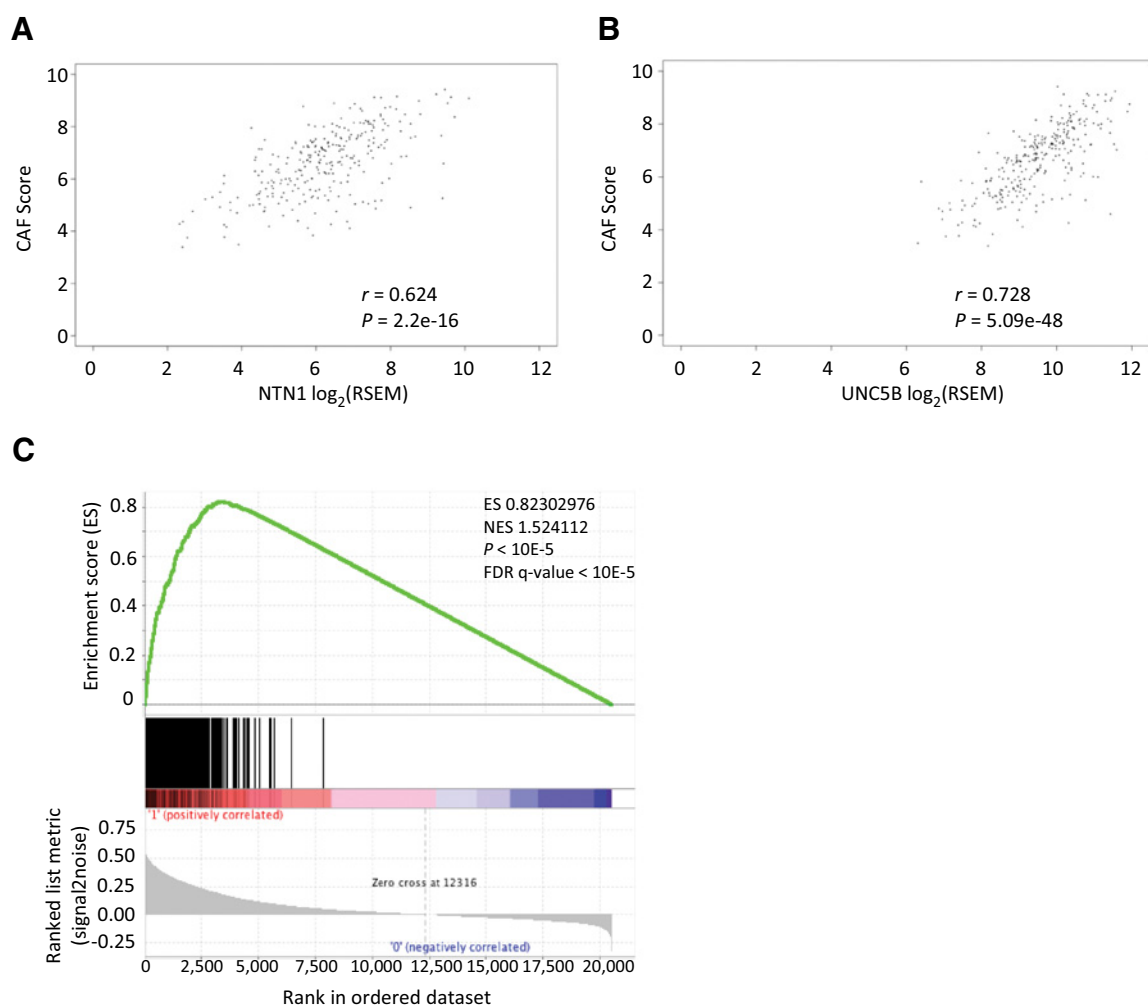 A
10
8
6
4
2
0
CAF Score
r = 0.624
P = 2.2e-16
0 2 4 6 8 10 12
NTN1 log2(RSEM)
B
10
8
6
4
2
0
CAF Score
r = 0.728
P = 5.09e-48
0 2 4 6 8 10 12
UNC5B log2(RSEM)
C
Enrichment score (ES)
0.8
0.6
0.4
0.2
0
ES 0.82302976
NES 1.524112
P < 10E-5
FDR q-value < 10E-5
'1' (positively correlated)
Ranked list metric
(signal2noise)
0.75
0.50
0.25
0.00
-0.25
Zero cross at 12316
'0' (negatively correlated)
0 2,500 5,000 7,500 10,000 12,500 15,000 17,500 20,000
Rank in ordered dataset